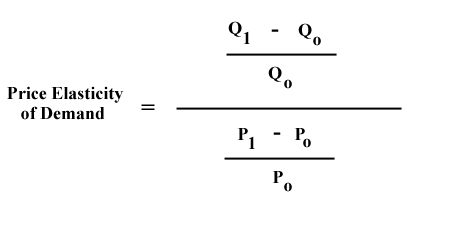 Q1 - Qo
Qo
Price Elasticity
of Demand =
P1 - Po
Po